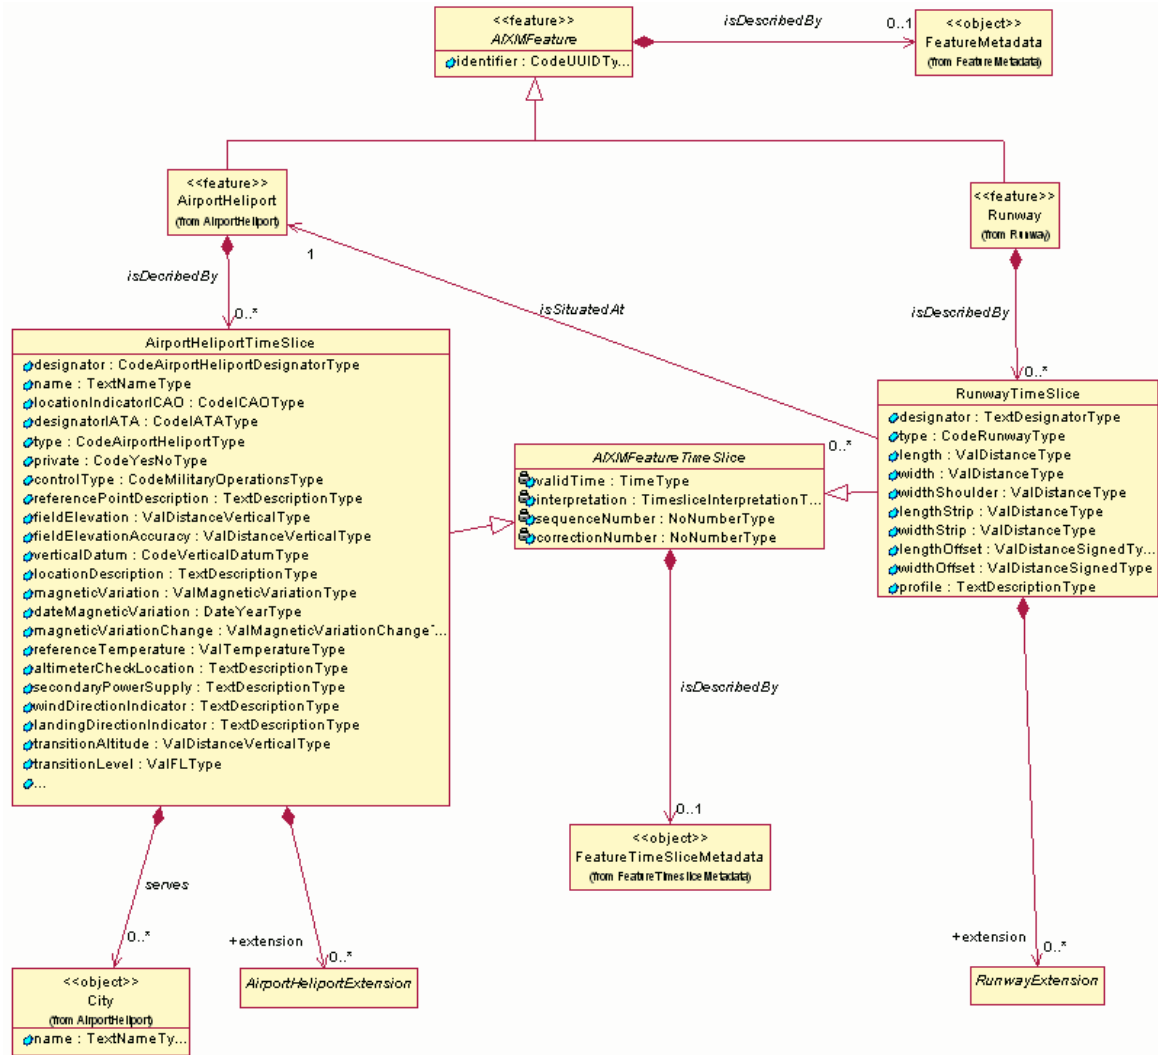 <<feature>>
AIXMFeature
identifier : CodeUUIDTy...
isDescribedBy
0..1
<<object>>
FeatureMetadata
(from FeatureMetadata)
<<feature>>
AirportHeliport
(from AirportHeliport)
<<feature>>
Runway
(from Runway)
1
isDecribedBy
0..*
isSituatedAt
isDescribedBy
0..*
AirportHeliportTimeSlice
designator : CodeAirportHeliportDesignatorType
name : TextNameType
locationIndicatorICAO : CodeICAOType
designatorIATA : CodeIATAType
type : CodeAirportHeliportType
private : CodeYesNoType
controlType : CodeMilitaryOperationsType
referencePointDescription : TextDescriptionType
fieldElevation : ValDistanceVerticalType
fieldElevationAccuracy : ValDistanceVerticalType
verticalDatum : CodeVerticalDatumType
locationDescription : TextDescriptionType
magneticVariation : ValMagneticVariationType
dateMagneticVariation : DateYearType
magneticVariationChange : ValMagneticVariationChangeT...
referenceTemperature : ValTemperatureType
altimeterCheckLocation : TextDescriptionType
secondaryPowerSupply : TextDescriptionType
windDirectionIndicator : TextDescriptionType
landingDirectionIndicator : TextDescriptionType
transitionAltitude : ValDistanceVerticalType
transitionLevel : ValFLType
...
0..*
AIXMFeatureTimeSlice
validTime : TimeType
interpretation : TimesliceInterpretationT...
sequenceNumber : NoNumberType
correctionNumber : NoNumberType
RunwayTimeSlice
designator : TextDesignatorType
type : CodeRunwayType
length : ValDistanceType
width : ValDistanceType
widthShoulder : ValDistanceType
lengthStrip : ValDistanceType
widthStrip : ValDistanceType
lengthOffset : ValDistanceSignedTy...
widthOffset : ValDistanceSignedType
profile : TextDescriptionType
isDescribedBy
0..1
<<object>>
FeatureTimeSliceMetadata
(from FeatureTimesliceMetadata)
serves
0..*
+extension
0..*
+extension
0..*
<<object>>
City
(from AirportHeliport)
name : TextNameTy...
AirportHeliportExtension
RunwayExtension